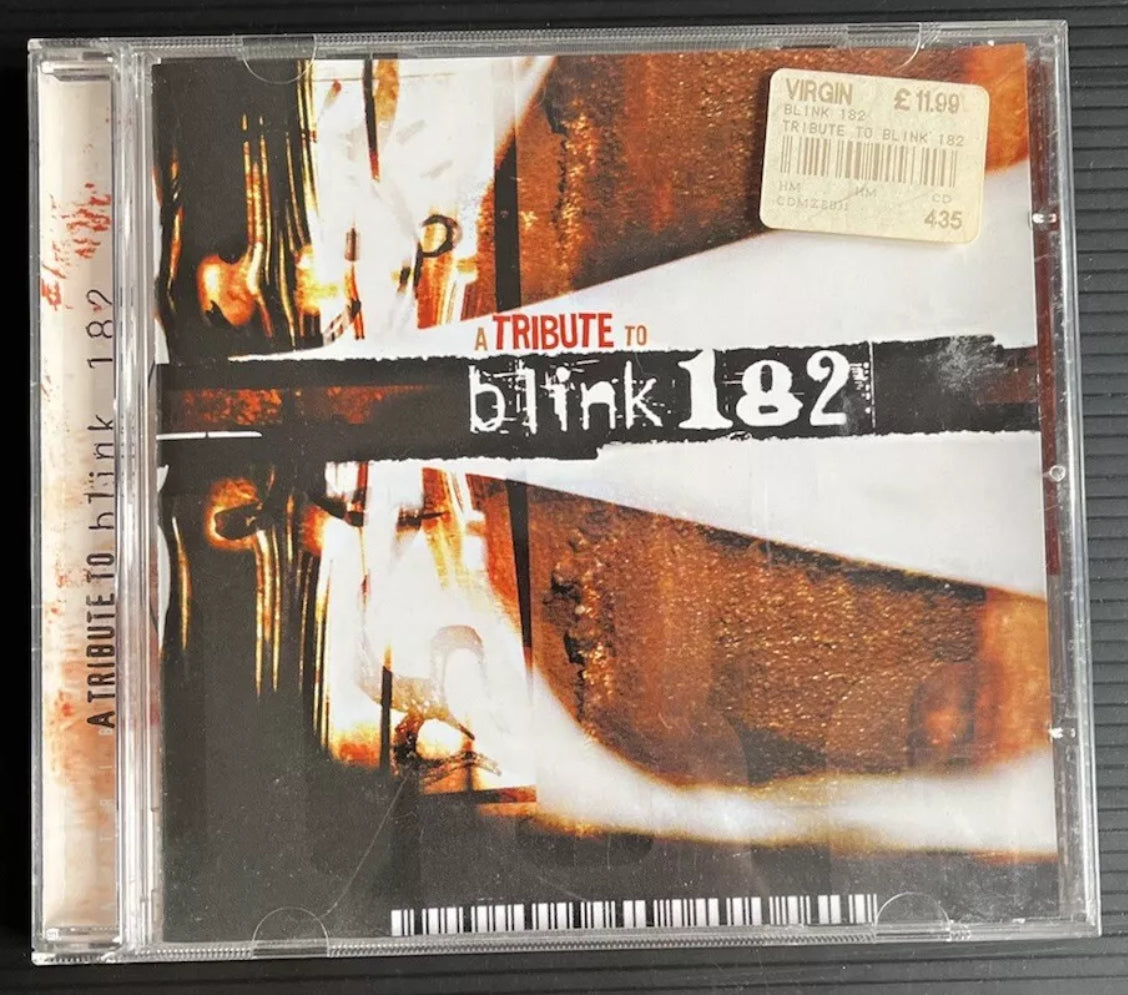 VIRGIN £11.99
BLINK 182
TRIBUTE TO BLINK 182
HM HM CD
435
A TRIBUTE TO
blink 182
A TRIBUTE TO blink 182